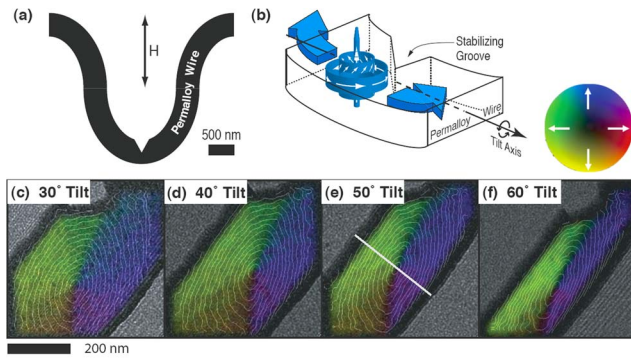 (a)
H
Permalloy Wire
500 nm
(b)
Stabilizing
Groove
Permalloy Wire
Tilt Axis
(c) 30° Tilt
(d) 40° Tilt
(e) 50° Tilt
(f) 60° Tilt
200 nm